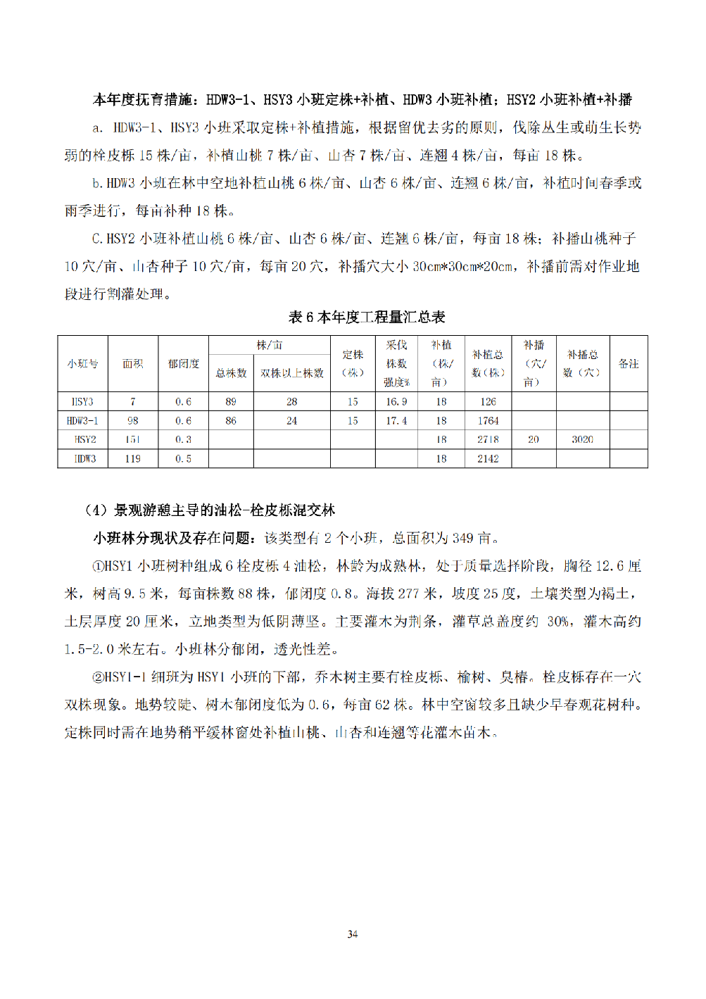 本年度抚育措施：HDW3-1、HSY3 小班定株+补植、HDW3 小班补植；HSY2 小班补植+补播
a. HDW3-1、HSY3 小班采取定株+补植措施，根据留优去劣的原则，伐除丛生或萌生长势
弱的栓皮栎 15 株/亩，补植山桃 7 株/亩、山杏 7 株/亩、连翘 4 株/亩，每亩 18 株。
b.HDW3 小班在林中空地补植山桃 6 株/亩、山杏 6 株/亩、连翘 6 株/亩，补植时间春季或
雨季进行，每亩补种 18 株。
C.HSY2 小班补植山桃 6 株/亩、山杏 6 株/亩、连翘 6 株/亩，每亩 18 株；补播山桃种子
10 穴/亩、山杏种子 10 穴/亩，每亩 20 穴，补播穴大小 30cm*30cm*20cm，补播前需对作业地
段进行割灌处理。
表 6 本年度工程量汇总表
小班号 面积 郁闭度 株/亩 总株数 双株以上株数 定株（株） 采伐株数强度% 补植（株/亩） 补植总数（株） 补播（穴/亩） 补播总数（穴） 备注
HSY3 7 0.6 89 28 15 16.9 18 126
HDW3-1 98 0.6 86 24 15 17.4 18 1764
HSY2 151 0.3 18 2718 20 3020
HDW3 119 0.5 18 2142
（4）景观游憩主导的油松-栓皮栎混交林
小班林分现状及存在问题：该类型有 2 个小班，总面积为 349 亩。
①HSY1 小班树种组成 6 栓皮栎 4 油松，林龄为成熟林，处于质量选择阶段，胸径 12.6 厘
米，树高 9.5 米，每亩株数 88 株，郁闭度 0.8。海拔 277 米，坡度 25 度，土壤类型为褐土，
土层厚度 20 厘米，立地类型为低阴薄坚。主要灌木为荆条，灌草总盖度约 30%，灌木高约
1.5-2.0 米左右。小班林分郁闭，透光性差。
②HSY1-1 细班为 HSY1 小班的下部，乔木树主要有栓皮栎、榆树、臭椿。栓皮栎存在一穴
双株现象。地势较陡、树木郁闭度低为 0.6，每亩 62 株。林中空窗较多且缺少早春观花树种。
定株同时需在地势稍平缓林窗处补植山桃、山杏和连翘等花灌木苗木。
34